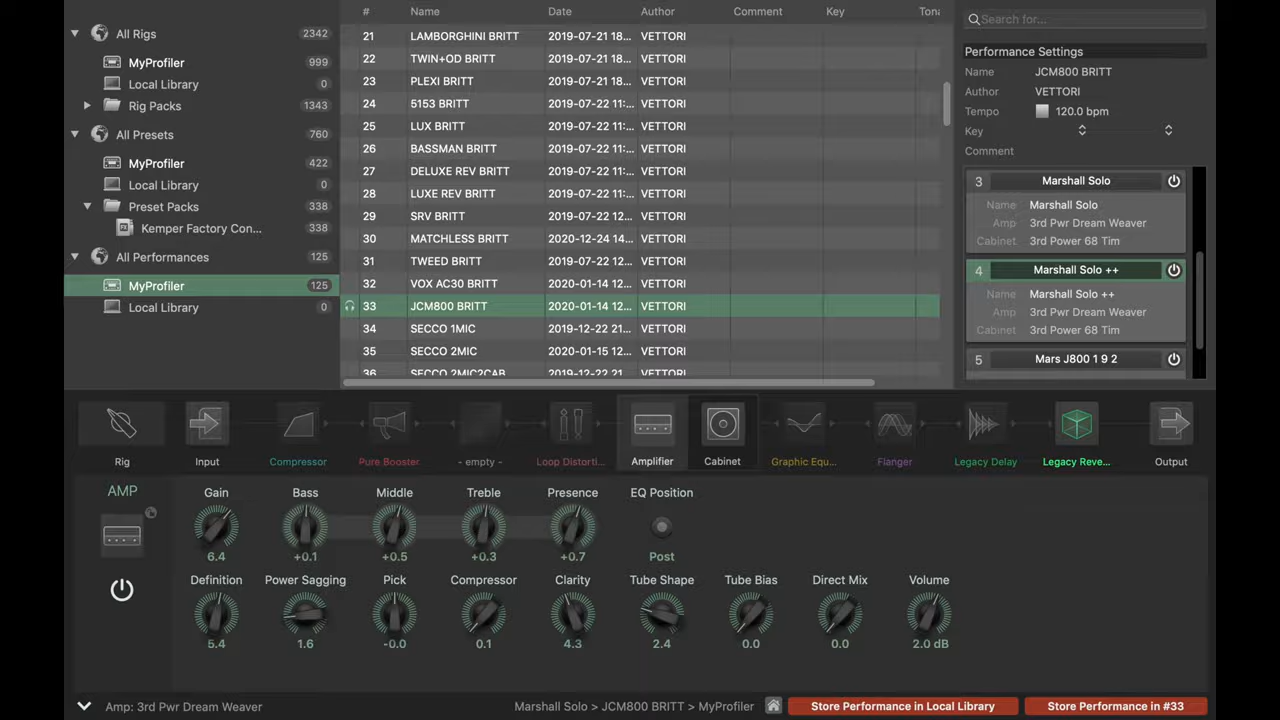 All Rigs 2342
MyProfiler 999
Local Library 0
Rig Packs 1343
All Presets 760
MyProfiler 422
Local Library 0
Preset Packs 338
Kemper Factory Con... 338
All Performances 125
MyProfiler 125
Local Library 0
# Name Date Author Comment Key Tona
21 LAMBORGHINI BRITT 2019-07-21 18... VETTORI
22 TWIN+OD BRITT 2019-07-21 18... VETTORI
23 PLEXI BRITT 2019-07-21 18... VETTORI
24 5153 BRITT 2019-07-22 11:... VETTORI
25 LUX BRITT 2019-07-22 11:... VETTORI
26 BASSMAN BRITT 2019-07-22 11:... VETTORI
27 DELUXE REV BRITT 2019-07-22 11:... VETTORI
28 LUXE REV BRITT 2019-07-22 11:... VETTORI
29 SRV BRITT 2019-07-22 12... VETTORI
30 MATCHLESS BRITT 2020-12-24 14... VETTORI
31 TWEED BRITT 2019-07-22 12... VETTORI
32 VOX AC30 BRITT 2020-01-14 12... VETTORI
33 JCM800 BRITT 2020-01-14 12... VETTORI
34 SECCO 1MIC 2019-12-22 21... VETTORI
35 SECCO 2MIC 2020-01-15 12... VETTORI
36 SECCO 2MIC2CAB 2019-12-22 21... VETTORI
Search for...
Performance Settings
Name JCM800 BRITT
Author VETTORI
Tempo 120.0 bpm
Key
Comment
3 Marshall Solo
Name Marshall Solo
Amp 3rd Pwr Dream Weaver
Cabinet 3rd Power 68 Tim
4 Marshall Solo ++
Name Marshall Solo ++
Amp 3rd Pwr Dream Weaver
Cabinet 3rd Power 68 Tim
5 Mars J800 1 9 2
Rig Input Compressor Pure Booster - empty - Loop Distorti... Amplifier Cabinet Graphic Equ... Flanger Legacy Delay Legacy Reve... Output
AMP
Gain Bass Middle Treble Presence EQ Position
6.4 +0.1 +0.5 +0.3 +0.7 Post
Definition Power Sagging Pick Compressor Clarity Tube Shape Tube Bias Direct Mix Volume
5.4 1.6 -0.0 0.1 4.3 2.4 0.0 0.0 2.0 dB
Amp: 3rd Pwr Dream Weaver
Marshall Solo > JCM800 BRITT > MyProfiler
Store Performance in Local Library
Store Performance in #33